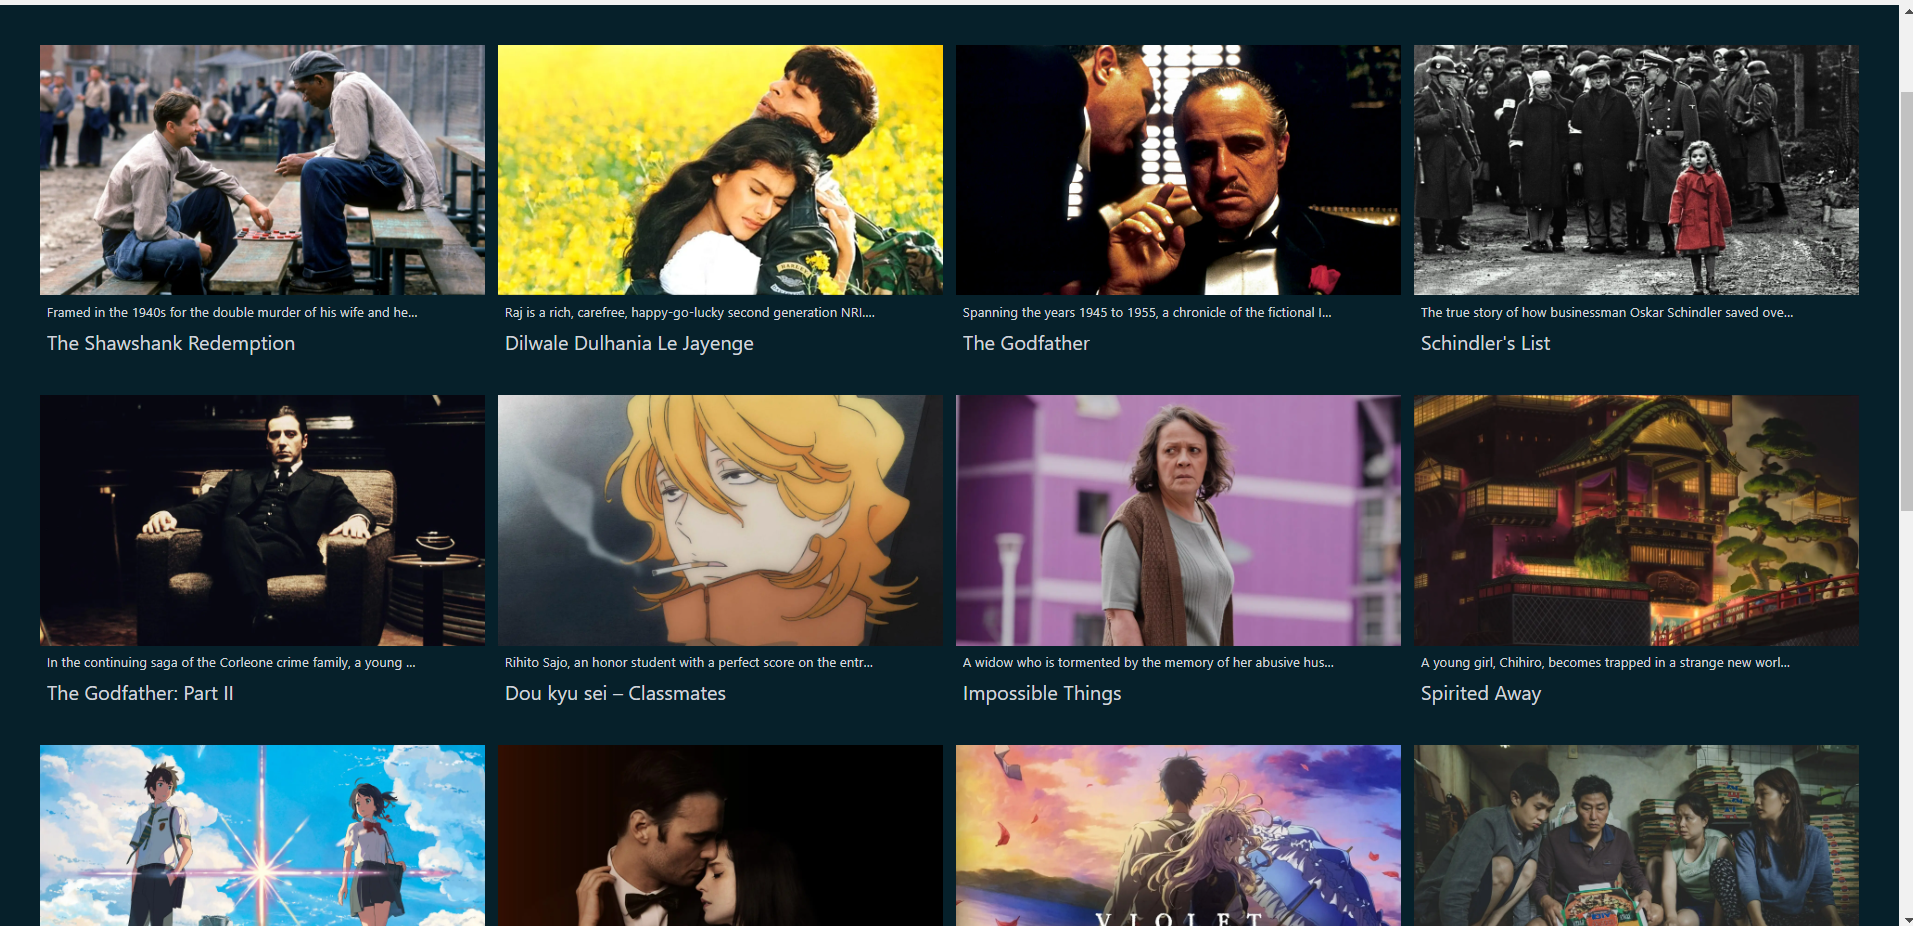 Framed in the 1940s for the double murder of his wife and he...
The Shawshank Redemption
Raj is a rich, carefree, happy-go-lucky second generation NRI....
Dilwale Dulhania Le Jayenge
Spanning the years 1945 to 1955, a chronicle of the fictional I...
The Godfather
The true story of how businessman Oskar Schindler saved ove...
Schindler's List
In the continuing saga of the Corleone crime family, a young ...
The Godfather: Part II
Rihito Sajo, an honor student with a perfect score on the entr...
Dou kyu sei – Classmates
A widow who is tormented by the memory of her abusive hus...
Impossible Things
A young girl, Chihiro, becomes trapped in a strange new worl...
Spirited Away
VIOLET